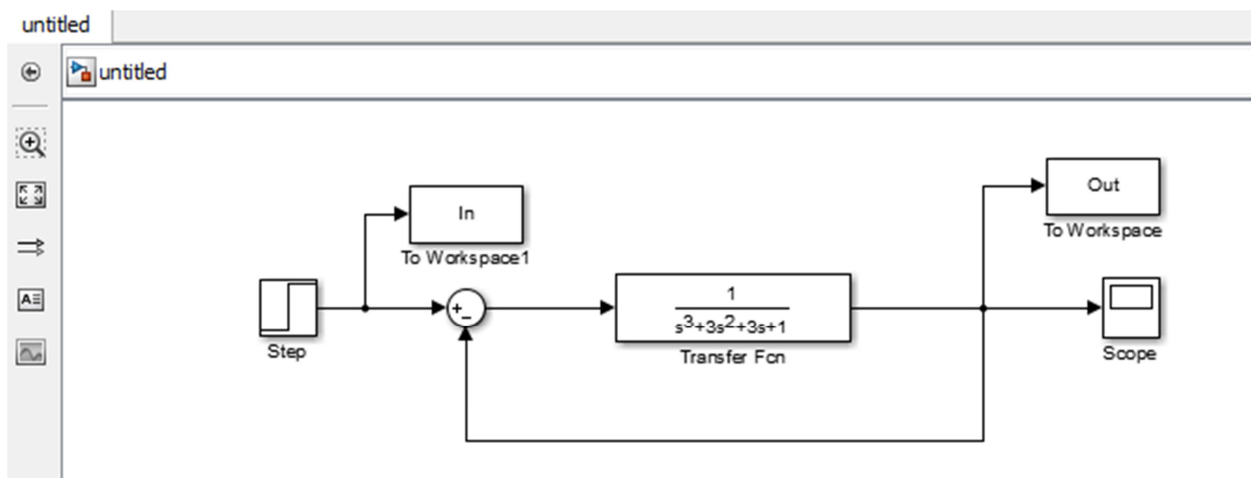 untitled
untitled
Out
To Workspace
In
To Workspace1
Step
+
−
1
s³+3s²+3s+1
Transfer Fcn
Scope